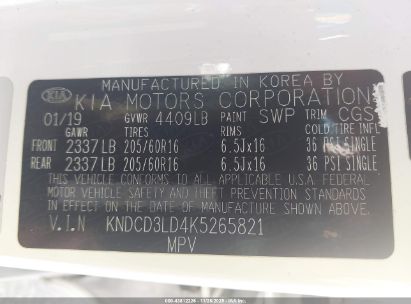 MANUFACTURED IN KOREA BY
KIA KIA MOTORS CORPORATION
01/19 GVWR 4409LB PAINT SWP TRIM CGS
GAWR TIRES RIMS COLD TIRE INFL
FRONT 2337LB 205/60R16 6.5Jx16 36 PSI SINGLE
REAR 2337LB 205/60R16 6.5Jx16 36 PSI SINGLE
THIS VEHICLE CONFORMS TO ALL APPLICABLE U.S.A. FEDERAL
MOTOR VEHICLE SAFETY AND THEFT PREVENTION STANDARDS
IN EFFECT ON THE DATE OF MANUFACTURE SHOWN ABOVE.
V.I.N KNDCD3LD4K5265821
MPV